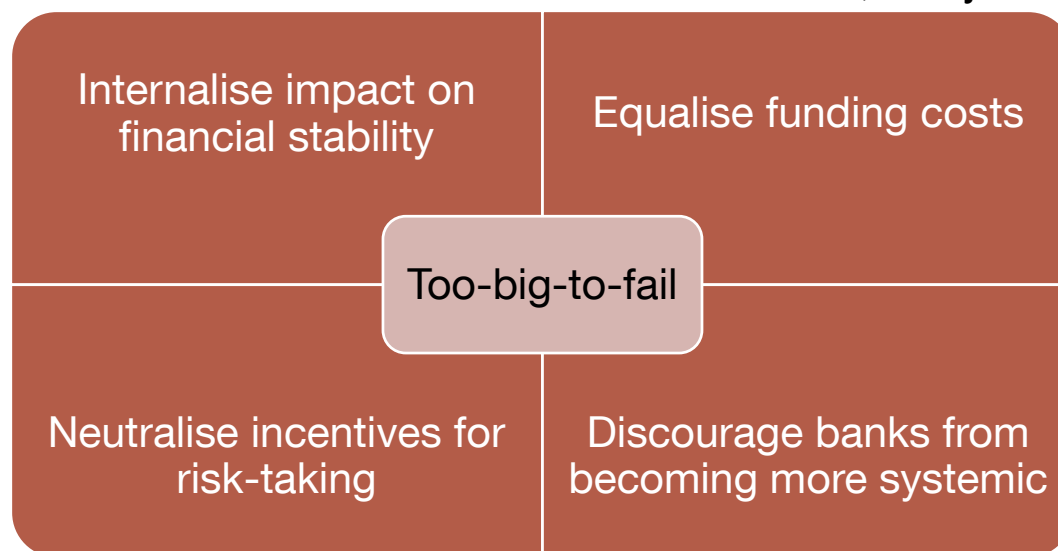 Internalise impact on
financial stability
Equalise funding costs
Too-big-to-fail
Neutralise incentives for
risk-taking
Discourage banks from
becoming more systemic